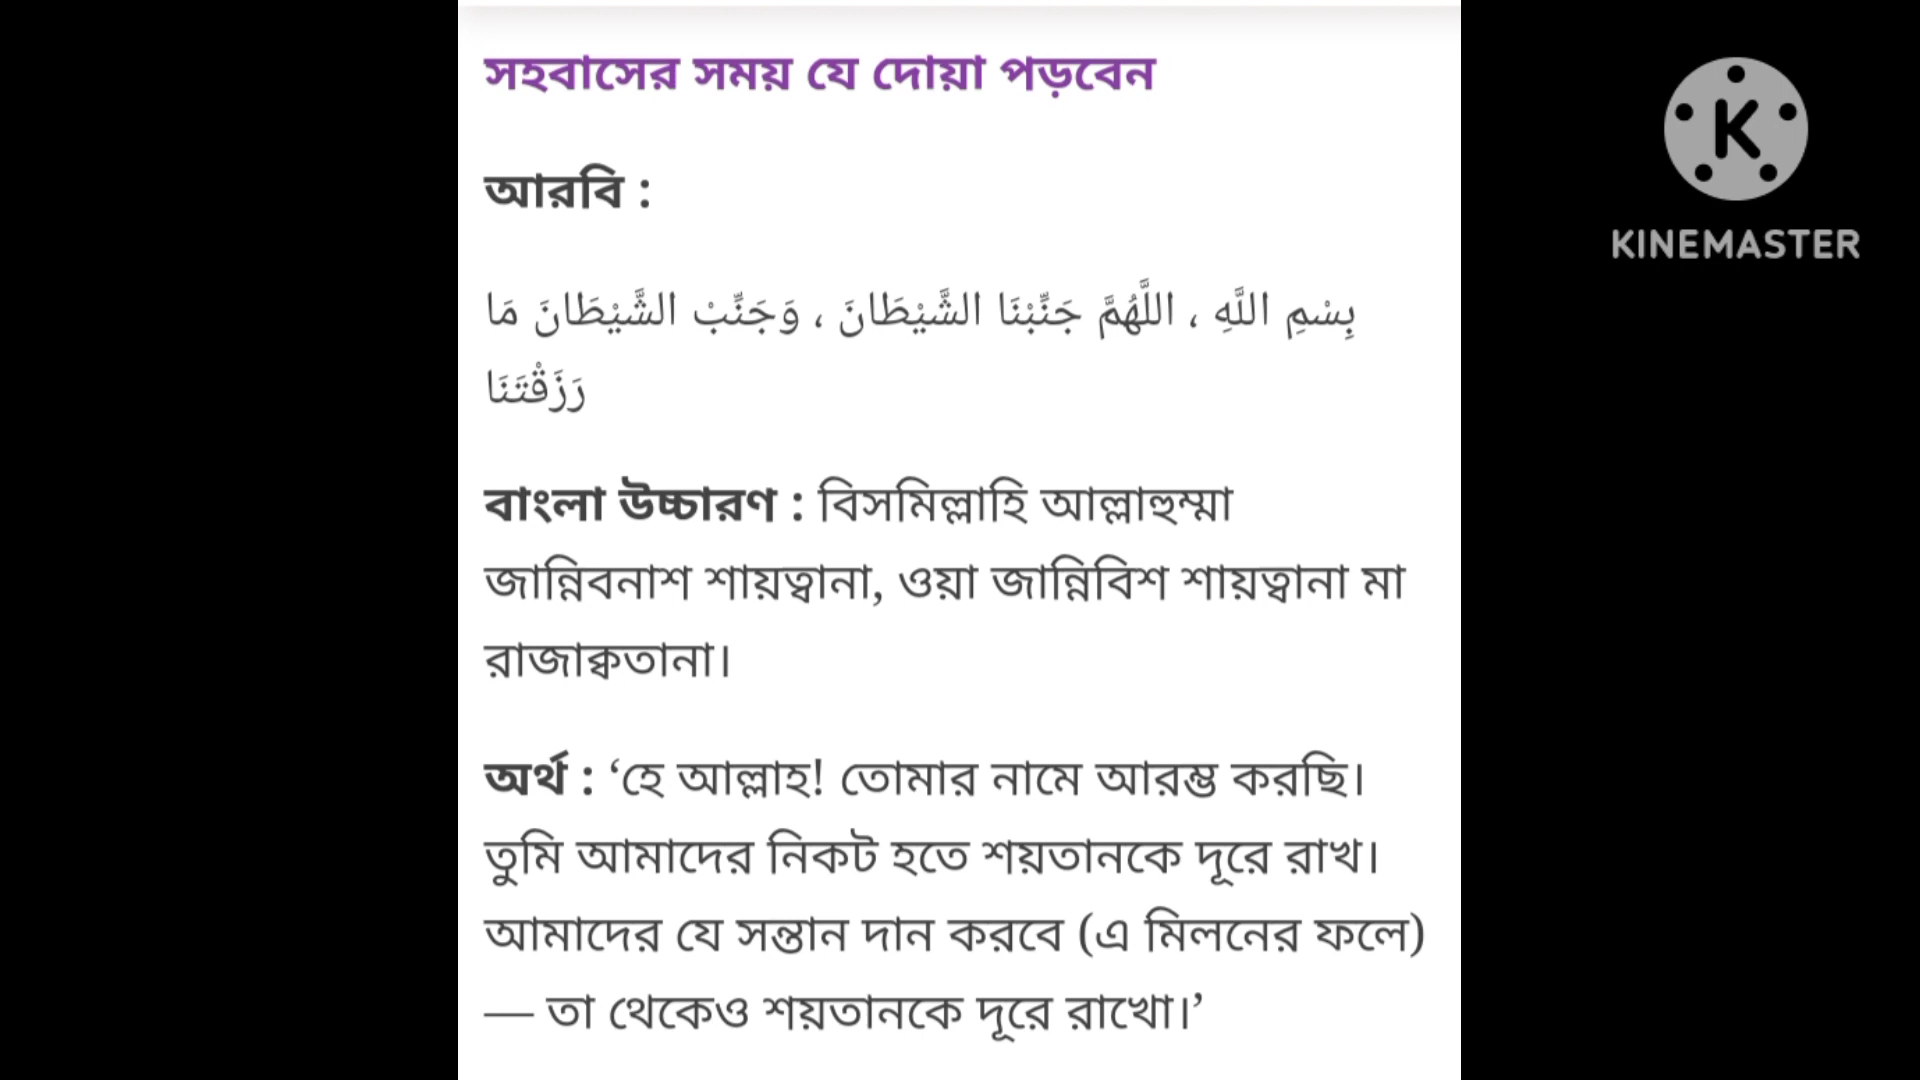 সহবাসের সময় যে দোয়া পড়বেন
আরবি :
بِسْمِ اللَّهِ ، اللَّهُمَّ جَنِّبْنَا الشَّيْطَانَ ، وَجَنِّبْ الشَّيْطَانَ مَا
رَزَقْتَنَا
বাংলা উচ্চারণ : বিসমিল্লাহি আল্লাহুম্মা
জান্নিবনাশ শায়ত্বানা, ওয়া জান্নিবিশ শায়ত্বানা মা
রাজাক্বতানা।
অর্থ : ‘হে আল্লাহ! তোমার নামে আরম্ভ করছি।
তুমি আমাদের নিকট হতে শয়তানকে দূরে রাখ।
আমাদের যে সন্তান দান করবে (এ মিলনের ফলে)
— তা থেকেও শয়তানকে দূরে রাখো।’
K
KINEMASTER